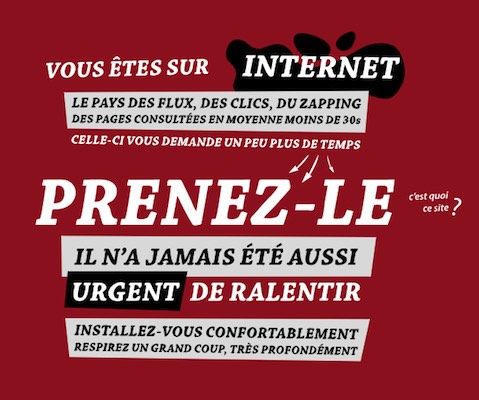 VOUS ÊTES SUR INTERNET
LE PAYS DES FLUX, DES CLICS, DU ZAPPING
DES PAGES CONSULTÉES EN MOYENNE MOINS DE 30s
CELLE-CI VOUS DEMANDE UN PEU PLUS DE TEMPS
PRENEZ-LE
c'est quoi
ce site ?
IL N'A JAMAIS ÉTÉ AUSSI
URGENT DE RALENTIR
INSTALLEZ-VOUS CONFORTABLEMENT
RESPIREZ UN GRAND COUP, TRÈS PROFONDÉMENT